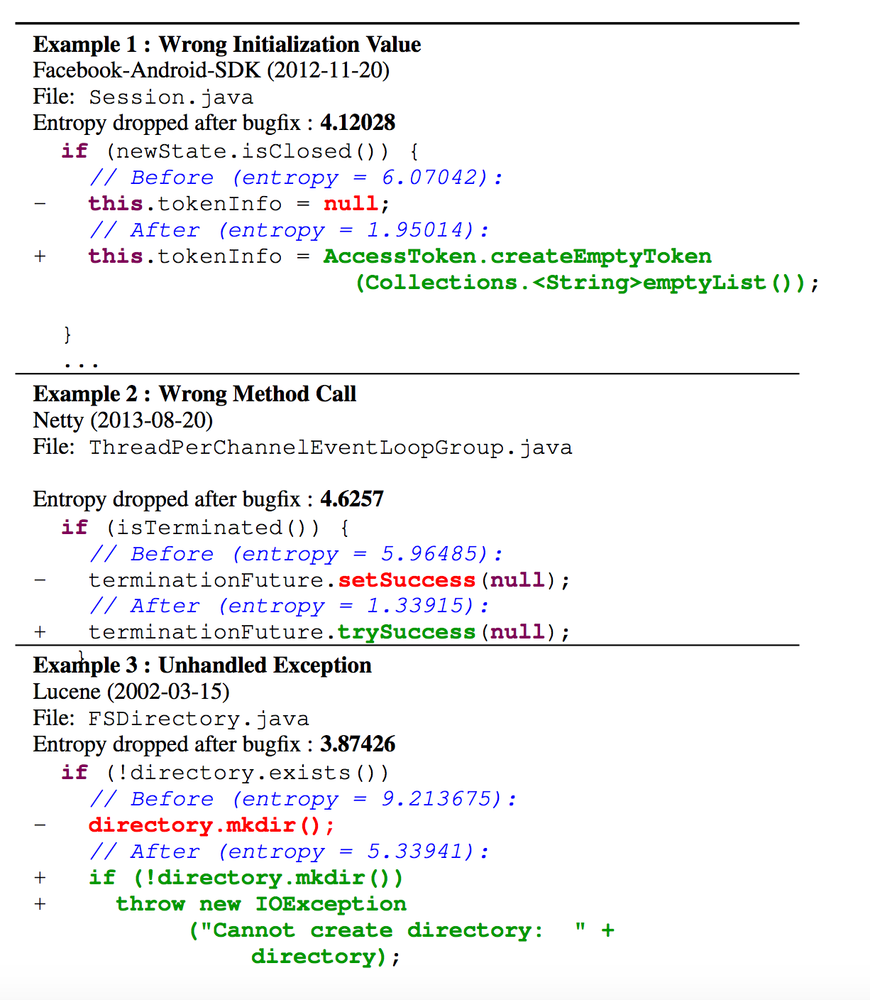 Example 1 : Wrong Initialization Value
Facebook-Android-SDK (2012-11-20)
File: Session.java
Entropy dropped after bugfix : 4.12028
if (newState.isClosed()) {
// Before (entropy = 6.07042):
- this.tokenInfo = null;
// After (entropy = 1.95014):
+ this.tokenInfo = AccessToken.createEmptyToken
(Collections.<String>emptyList());
}
...
Example 2 : Wrong Method Call
Netty (2013-08-20)
File: ThreadPerChannelEventLoopGroup.java
Entropy dropped after bugfix : 4.6257
if (isTerminated()) {
// Before (entropy = 5.96485):
- terminationFuture.setSuccess(null);
// After (entropy = 1.33915):
+ terminationFuture.trySuccess(null);
}
Example 3 : Unhandled Exception
Lucene (2002-03-15)
File: FSDirectory.java
Entropy dropped after bugfix : 3.87426
if (!directory.exists())
// Before (entropy = 9.213675):
- directory.mkdir();
// After (entropy = 5.33941):
+ if (!directory.mkdir())
+ throw new IOException
("Cannot create directory: " +
directory);